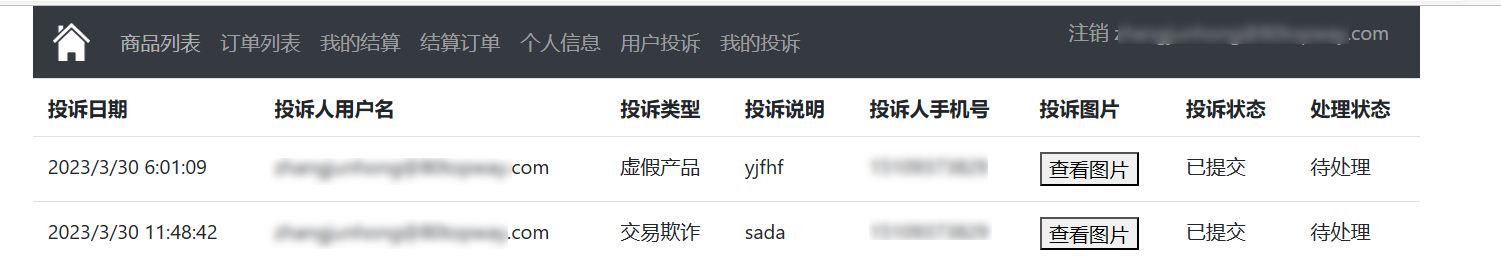 商品列表 订单列表 我的结算 结算订单 个人信息 用户投诉 我的投诉 注销 .com
投诉日期 投诉人用户名 投诉类型 投诉说明 投诉人手机号 投诉图片 投诉状态 处理状态
2023/3/30 6:01:09 .com 虚假产品 yjfhf 查看图片 已提交 待处理
2023/3/30 11:48:42 .com 交易欺诈 sada 查看图片 已提交 待处理